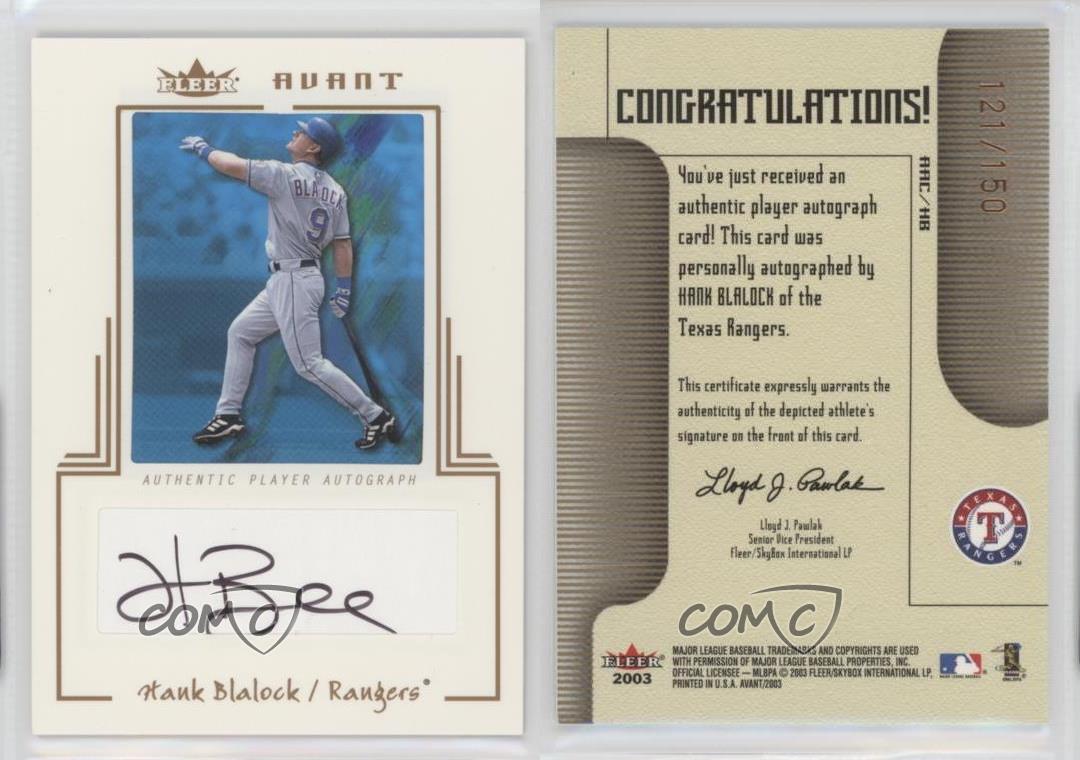 FLEER® AVANT
BLALOCK
9
AUTHENTIC PLAYER AUTOGRAPH
COMC
Hank Blalock / Rangers®
CONGRATULATIONS!
You've just received an
authentic player autograph
card! This card was
personally autographed by
HANK BLALOCK of the
Texas Rangers.
This certificate expressly warrants the
authenticity of the depicted athlete's
signature on the front of this card.
Lloyd J. Pawlak
Lloyd J. Pawlak
Senior Vice President
Fleer/SkyBox International LP
AAC/HB
121/150
TEXAS
T
RANGERS
TM
COMC
FLEER®
2003
MAJOR LEAGUE BASEBALL TRADEMARKS AND COPYRIGHTS ARE USED
WITH PERMISSION OF MAJOR LEAGUE BASEBALL PROPERTIES, INC.
OFFICIAL LICENSEE — MLBPA © 2003 FLEER/SKYBOX INTERNATIONAL LP,
PRINTED IN U.S.A. AVANT/2003